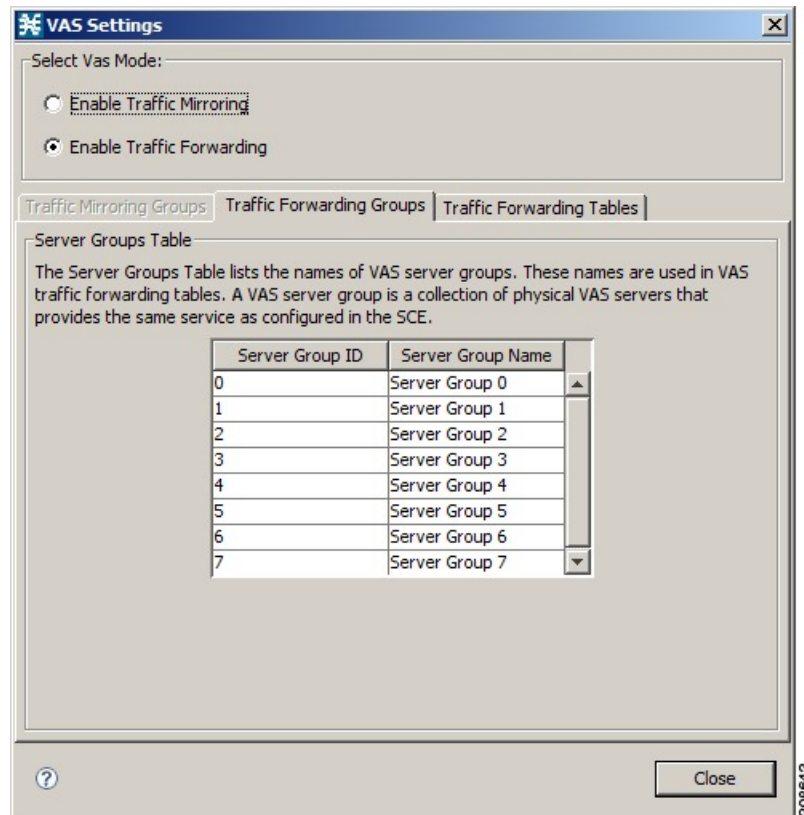 VAS Settings
Select Vas Mode:
Enable Traffic Mirroring
Enable Traffic Forwarding
Traffic Mirroring Groups Traffic Forwarding Groups Traffic Forwarding Tables
Server Groups Table
The Server Groups Table lists the names of VAS server groups. These names are used in VAS
traffic forwarding tables. A VAS server group is a collection of physical VAS servers that
provides the same service as configured in the SCE.
Server Group ID Server Group Name
0 Server Group 0
1 Server Group 1
2 Server Group 2
3 Server Group 3
4 Server Group 4
5 Server Group 5
6 Server Group 6
7 Server Group 7
? Close